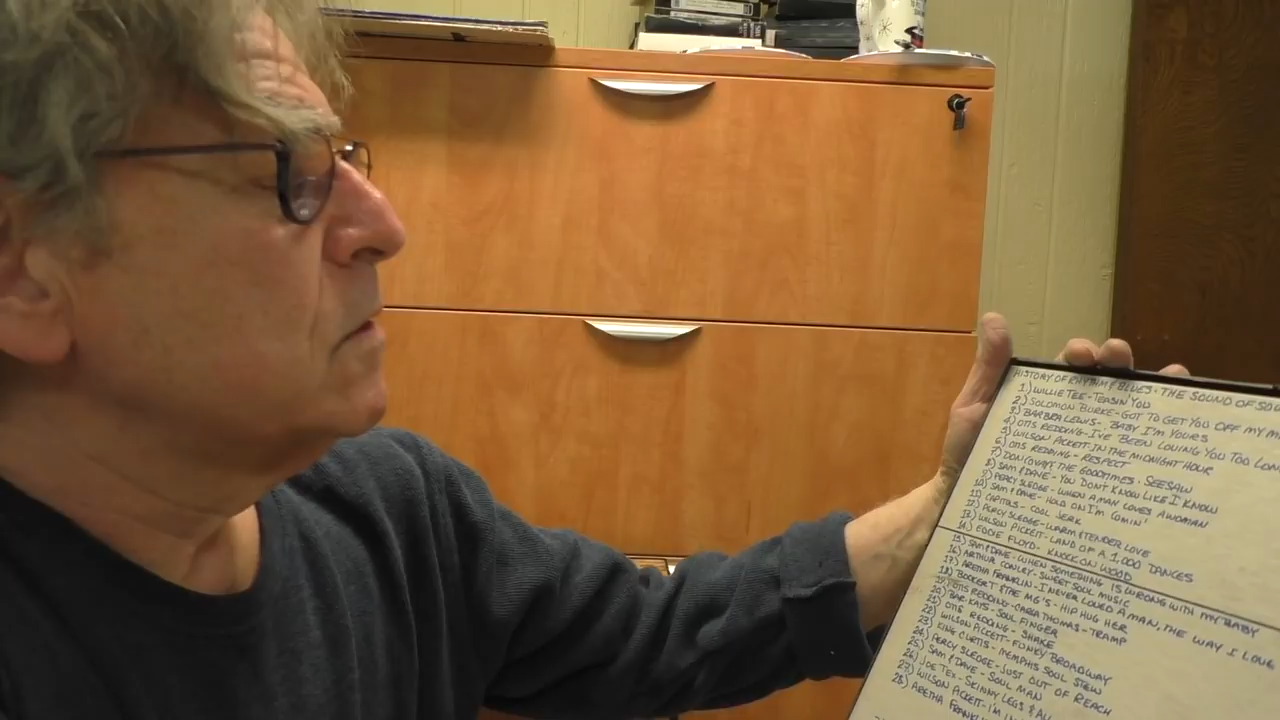 HISTORY OF RHYTHM & BLUES - THE SOUND OF SOU
1.) WILLIE TEE - TEASIN' YOU
2.) SOLOMON BURKE - GOT TO GET YOU OFF MY M
3.) BARBRA LEWIS - BABY I'M YOURS
4.) OTIS REDDING - I'VE BEEN LOVING YOU TOO LON
5.) WILSON PICKETT - IN THE MIDNIGHT HOUR
6.) OTIS REDDING - RESPECT
7.) DON COVAY & THE GOODTIMES - SEESAW
8.) SAM & DAVE - YOU DON'T KNOW LIKE I KNOW
9.) PERCY SLEDGE - WHEN A MAN LOVES A WOMAN
10.) SAM & DAVE - HOLD ON I'M COMIN'
11.) CAPITOLS - COOL JERK
12.) PERCY SLEDGE - WARM & TENDER LOVE
13.) WILSON PICKETT - LAND OF A 1,000 DANCES
14.) EDDIE FLOYD - KNOCK ON WOOD
15.) SAM & DAVE - WHEN SOMETHING IS WRONG WITH MY BABY
16.) ARTHUR CONLEY - SWEET SOUL MUSIC
17.) ARETHA FRANKLIN - I NEVER LOVED A MAN, THE WAY I LOVE
18.) BOOKER T & THE MG'S - HIP HUG HER
19.) OTIS REDDING - CARLA THOMAS - TRAMP
20.) BAR-KAYS - SOUL FINGER
21.) OTIS REDDING - SHAKE
22.) WILSON PICKETT - FUNKY BROADWAY
23.) KING CURTIS - MEMPHIS SOUL STEW
24.) PERCY SLEDGE - JUST OUT OF REACH
25.) SAM & DAVE - SOUL MAN
26.) JOE TEX - SKINNY LEGS & ALL
27.) WILSON PICKETT - I'M
28.) ARETHA FRANKLIN